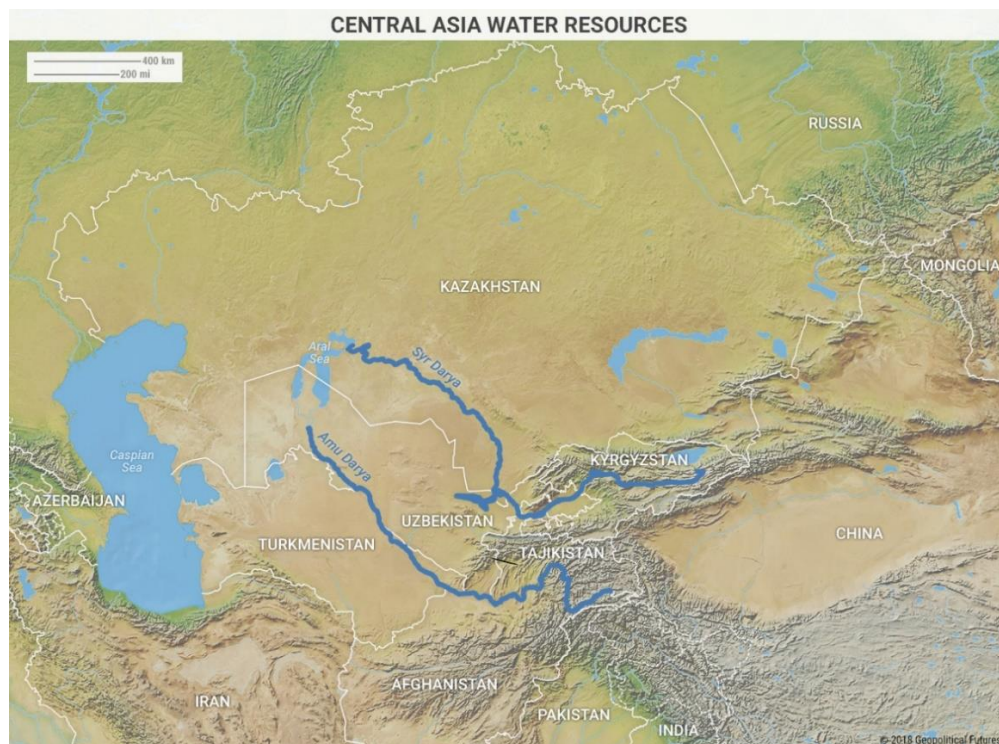 CENTRAL ASIA WATER RESOURCES
400 km
200 mi
RUSSIA
MONGOLIA
KAZAKHSTAN
Aral
Sea
Syr Darya
Amu Darya
Caspian
Sea
KYRGYZSTAN
AZERBAIJAN
UZBEKISTAN
CHINA
TURKMENISTAN
TAJIKISTAN
AFGHANISTAN
IRAN
PAKISTAN
INDIA
© 2018 Geopolitical Futures